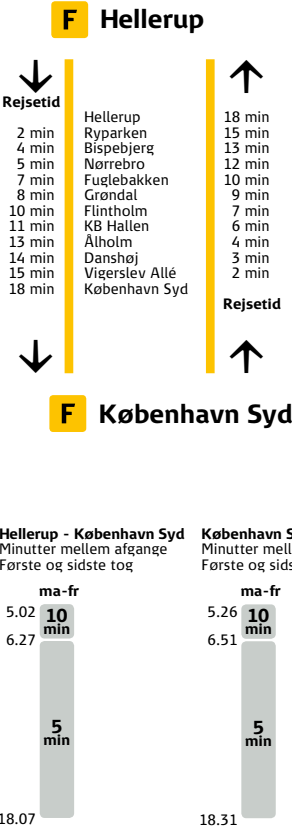 F Hellerup
Rejsetid
Hellerup 18 min
2 min Ryparken 15 min
4 min Bispebjerg 13 min
5 min Nørrebro 12 min
7 min Fuglebakken 10 min
8 min Grøndal 9 min
10 min Flintholm 7 min
11 min KB Hallen 6 min
13 min Ålholm 4 min
14 min Danshøj 3 min
15 min Vigerslev Allé 2 min
18 min København Syd
Rejsetid
F København Syd
Hellerup - København Syd
Minutter mellem afgange
Første og sidste tog
ma-fr
5.02 10 min
6.27
5 min
18.07
København S
Minutter mell
Første og sids
ma-fr
5.26 10 min
6.51
5 min
18.31